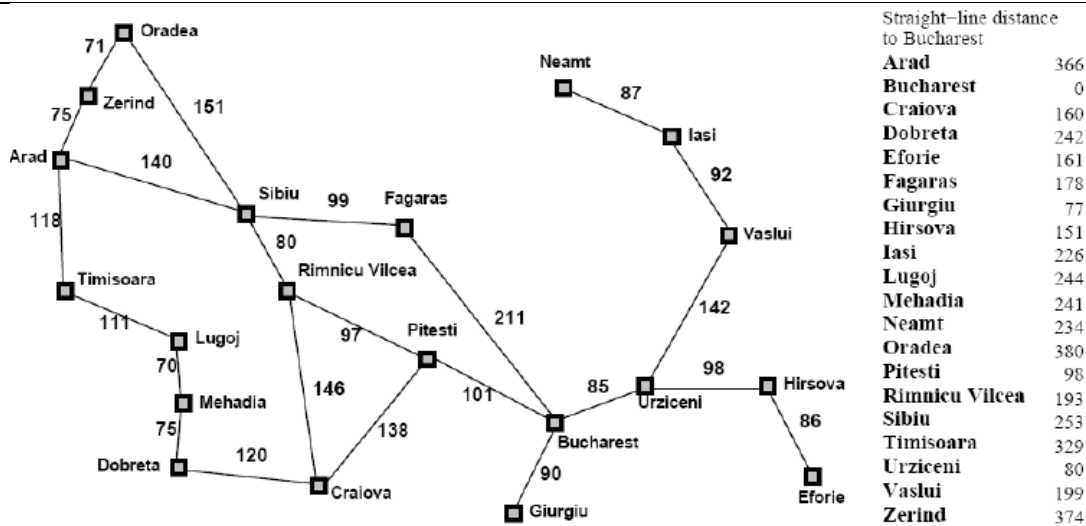 Oradea
71
Neamt
87
Zerind
151
75
Iasi
Arad
140
92
Sibiu
99
Fagaras
118
80
Vaslui
Rimnicu Vilcea
Timisoara
142
111
211
97
Pitesti
Lugoj
70
98
Hirsova
85
146
101
Urziceni
Mehadia
86
75
138
Bucharest
120
90
Dobreta
Craiova
Eforie
Giurgiu
Straight−line distance
to Bucharest
Arad 366
Bucharest 0
Craiova 160
Dobreta 242
Eforie 161
Fagaras 178
Giurgiu 77
Hirsova 151
Iasi 226
Lugoj 244
Mehadia 241
Neamt 234
Oradea 380
Pitesti 98
Rimnicu Vilcea 193
Sibiu 253
Timisoara 329
Urziceni 80
Vaslui 199
Zerind 374